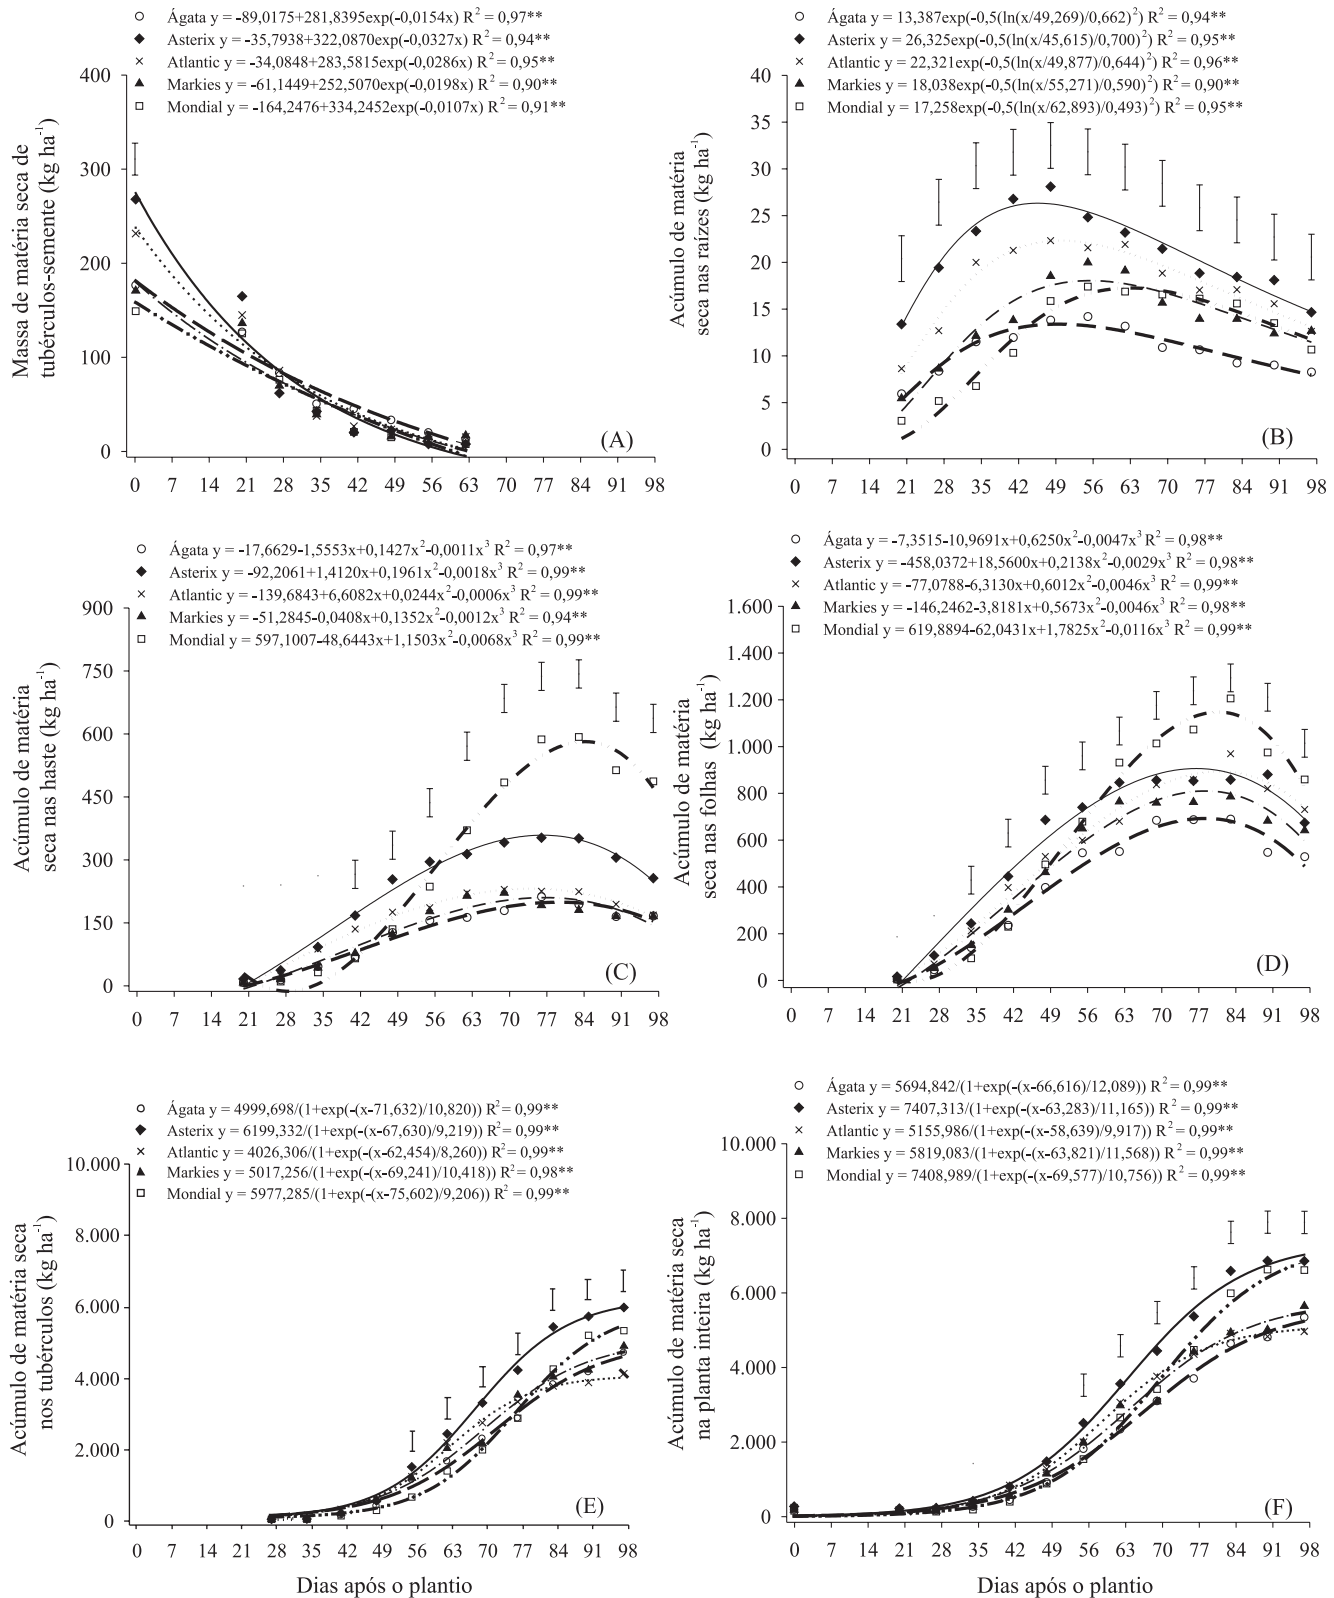 Ágata y = -89,0175+281,8395exp(-0,0154x) R² = 0,97**
Asterix y = -35,7938+322,0870exp(-0,0327x) R² = 0,94**
Atlantic y = -34,0848+283,5815exp(-0,0286x) R² = 0,95**
Markies y = -61,1449+252,5070exp(-0,0198x) R² = 0,90**
Mondial y = -164,2476+334,2452exp(-0,0107x) R² = 0,91**
Massa de matéria seca de
tubérculos-semente (kg ha⁻¹)
400
300
200
100
0
(A)
0 7 14 21 28 35 42 49 56 63 70 77 84 91 98
Ágata y = 13,387exp(-0,5(ln(x/49,269)/0,662)²) R² = 0,94**
Asterix y = 26,325exp(-0,5(ln(x/45,615)/0,700)²) R² = 0,95**
Atlantic y = 22,321exp(-0,5(ln(x/49,877)/0,644)²) R² = 0,96**
Markies y = 18,038exp(-0,5(ln(x/55,271)/0,590)²) R² = 0,90**
Mondial y = 17,258exp(-0,5(ln(x/62,893)/0,493)²) R² = 0,95**
Acúmulo de matéria
seca nas raízes (kg ha⁻¹)
40
35
30
25
20
15
10
5
0
(B)
0 7 14 21 28 35 42 49 56 63 70 77 84 91 98
Ágata y = -17,6629-1,5553x+0,1427x²-0,0011x³ R² = 0,97**
Asterix y = -92,2061+1,4120x+0,1961x²-0,0018x³ R² = 0,99**
Atlantic y = -139,6843+6,6082x+0,0244x²-0,0006x³ R² = 0,99**
Markies y = -51,2845-0,0408x+0,1352x²-0,0012x³ R² = 0,94**
Mondial y = 597,1007-48,6443x+1,1503x²-0,0068x³ R² = 0,99**
Acúmulo de matéria
seca nas haste (kg ha⁻¹)
900
750
600
450
300
150
0
(C)
0 7 14 21 28 35 42 49 56 63 70 77 84 91 98
Ágata y = -7,3515-10,9691x+0,6250x²-0,0047x³ R² = 0,98**
Asterix y = -458,0372+18,5600x+0,2138x²-0,0029x³ R² = 0,98**
Atlantic y = -77,0788-6,3130x+0,6012x²-0,0046x³ R² = 0,99**
Markies y = -146,2462-3,8181x+0,5673x²-0,0046x³ R² = 0,98**
Mondial y = 619,8894-62,0431x+1,7825x²-0,0116x³ R² = 0,99**
Acúmulo de matéria
seca nas folhas (kg ha⁻¹)
1.600
1.400
1.200
1.000
800
600
400
200
0
(D)
0 7 14 21 28 35 42 49 56 63 70 77 84 91 98
Ágata y = 4999,698/(1+exp(-(x-71,632)/10,820)) R² = 0,99**
Asterix y = 6199,332/(1+exp(-(x-67,630)/9,219)) R² = 0,99**
Atlantic y = 4026,306/(1+exp(-(x-62,454)/8,260)) R² = 0,99**
Markies y = 5017,256/(1+exp(-(x-69,241)/10,418)) R² = 0,98**
Mondial y = 5977,285/(1+exp(-(x-75,602)/9,206)) R² = 0,99**
Acúmulo de matéria seca
nos tubérculos (kg ha⁻¹)
10.000
8.000
6.000
4.000
2.000
0
(E)
0 7 14 21 28 35 42 49 56 63 70 77 84 91 98
Dias após o plantio
Ágata y = 5694,842/(1+exp(-(x-66,616)/12,089)) R² = 0,99**
Asterix y = 7407,313/(1+exp(-(x-63,283)/11,165)) R² = 0,99**
Atlantic y = 5155,986/(1+exp(-(x-58,639)/9,917)) R² = 0,99**
Markies y = 5819,083/(1+exp(-(x-63,821)/11,568)) R² = 0,99**
Mondial y = 7408,989/(1+exp(-(x-69,577)/10,756)) R² = 0,99**
Acúmulo de matéria seca
na planta inteira (kg ha⁻¹)
10.000
8.000
6.000
4.000
2.000
0
(F)
0 7 14 21 28 35 42 49 56 63 70 77 84 91 98
Dias após o plantio